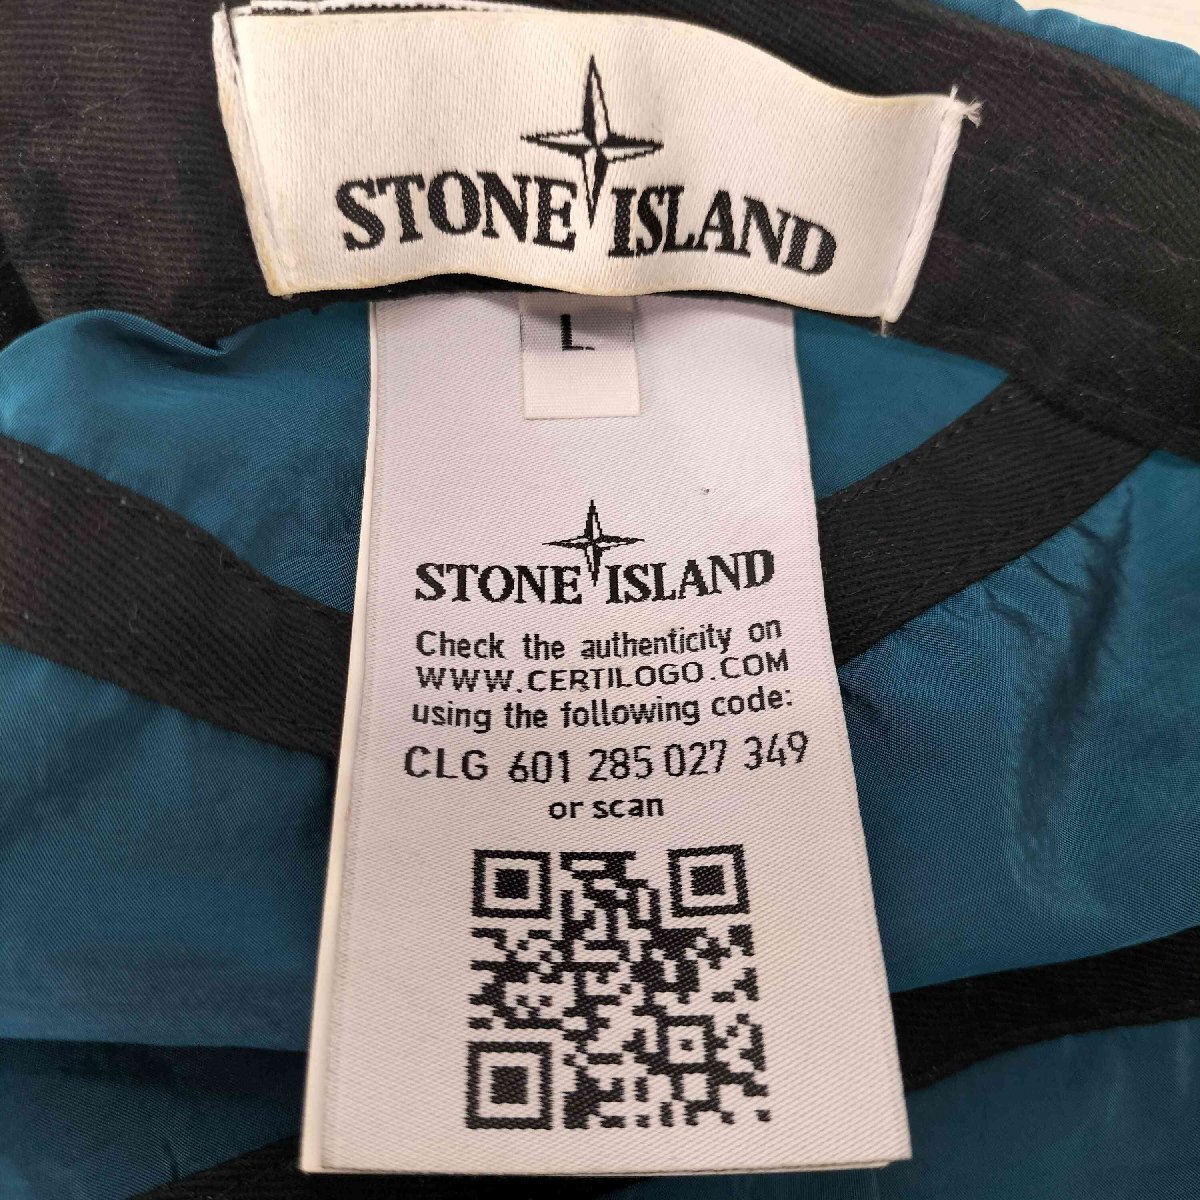 STONE ISLAND
L
STONE ISLAND
Check the authenticity on
WWW.CERTILOGO.COM
using the following code:
CLG 601 285 027 349
or scan